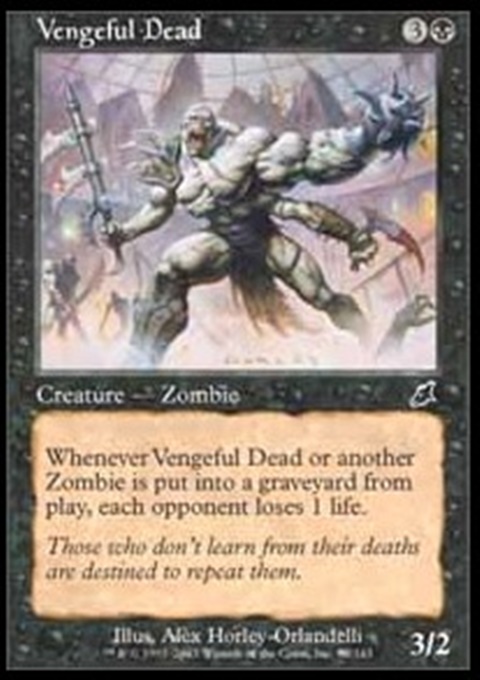 Vengeful Dead
3
Creature — Zombie
Whenever Vengeful Dead or another
Zombie is put into a graveyard from
play, each opponent loses 1 life.
Those who don't learn from their deaths
are destined to repeat them.
Illus. Alex Horley-Orlandelli
3/2